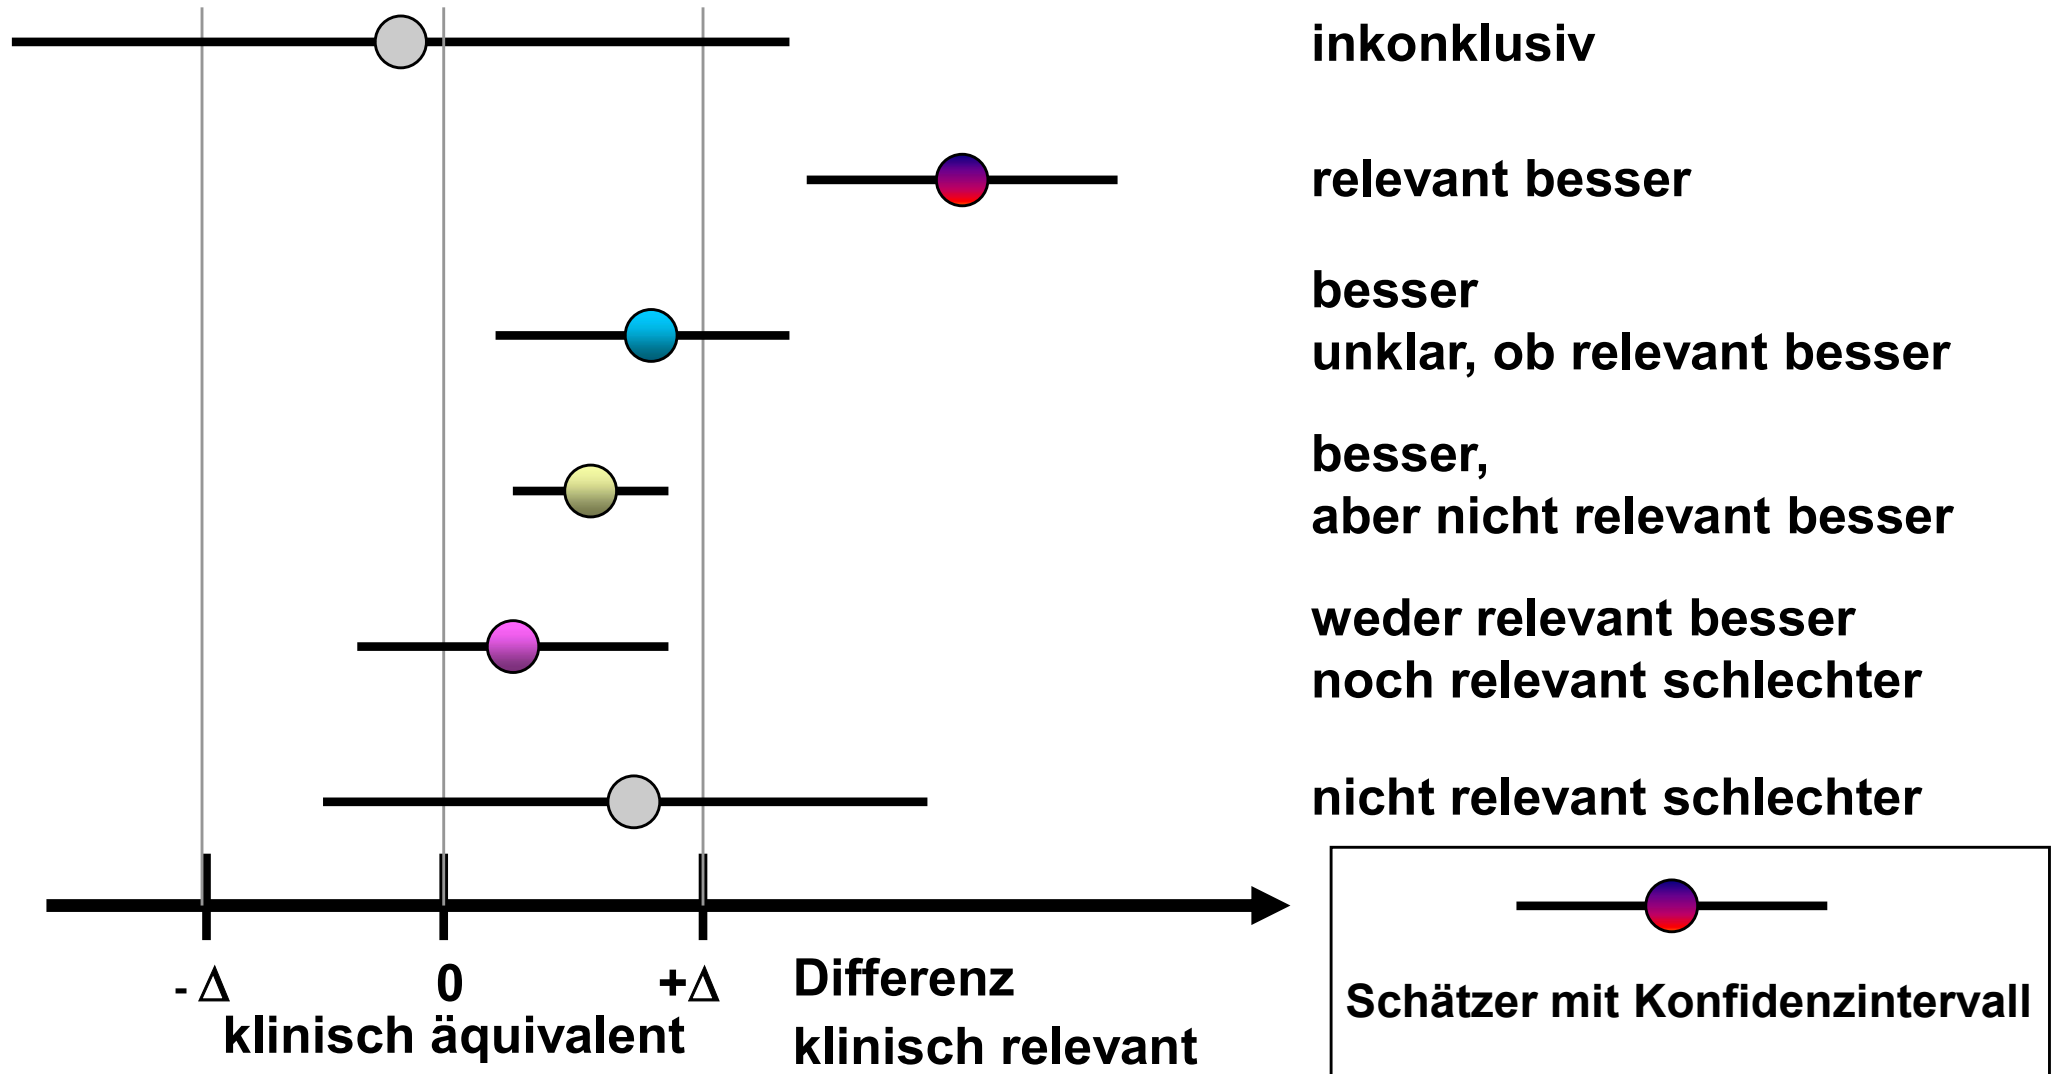 inkonklusiv
relevant besser
besser
unklar, ob relevant besser
besser,
aber nicht relevant besser
weder relevant besser
noch relevant schlechter
nicht relevant schlechter
- Δ
0
+Δ
klinisch äquivalent
Differenz
klinisch relevant
Schätzer mit Konfidenzintervall